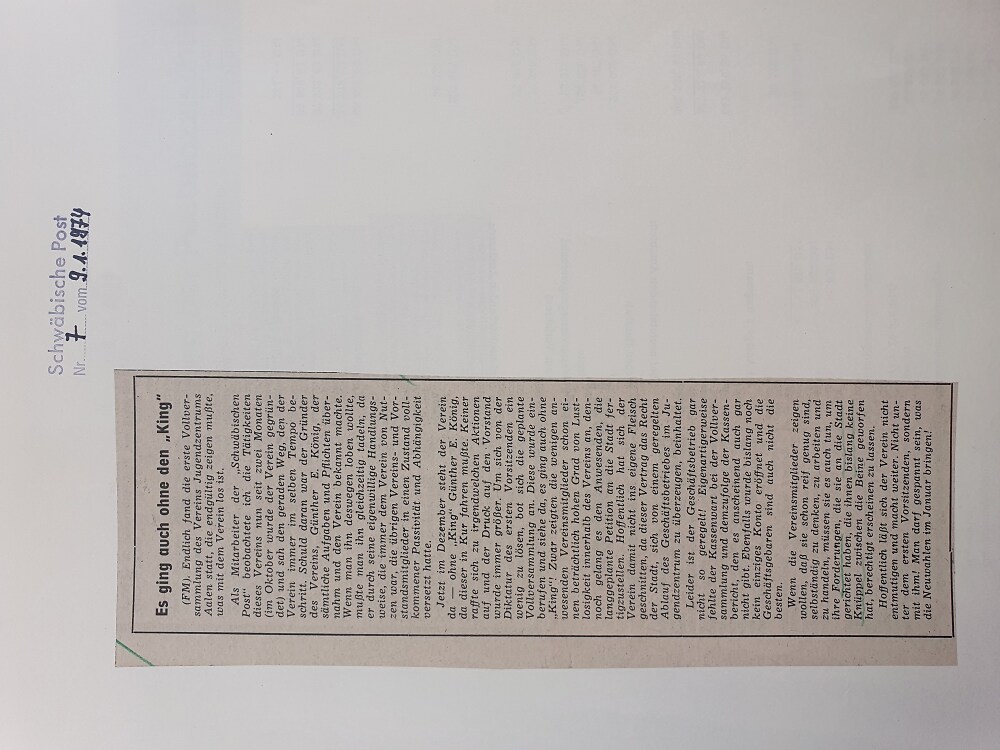 Schwäbische Post
Nr. 7 vom 9.1.1974
Es ging auch ohne den „King“
(FM). Endlich fand die erste Vollver-
sammlung des Vereins Jugendzentrums
Aalen statt, die endgültig zeigen mußte,
was mit dem Verein los ist.
Als Mitarbeiter der „Schwäbischen
Post“ beobachtete ich die Tätigkeiten
dieses Vereins nun seit zwei Monaten
(im Oktober wurde der Verein gegrün-
det) und sah den geraden Weg, den der
Verein immer im selben Tempo be-
schritt. Schuld daran war der Gründer
des Vereins, Günther E. König, der
sämtliche Aufgaben und Pflichten über-
nahm und den Verein bekannt machte.
Wenn man ihn deswegen loben wollte,
mußte man ihn gleichzeitig tadeln, da
er durch seine eigenwillige Handlungs-
weise, die immer dem Verein von Nut-
zen war, die übrigen Vereins- und Vor-
standsmitglieder in einen Zustand voll-
kommener Passivität und Abhängigkeit
versetzt hatte.
Jetzt im Dezember steht der Verein
da — ohne „King“ Günther E. König,
da dieser in Kur fahren mußte. Keiner
raffte sich zu irgendwelchen Aktionen
auf und der Druck auf den Vorstand
wurde immer größer. Um sich von der
Diktatur des ersten Vorsitzenden ein
wenig zu lösen, bot sich die geplante
Vollversammlung an. Diese wurde ein-
berufen und siehe da, es ging auch ohne
„King“! Zwar zeigten die wenigen an-
wesenden Vereinsmitglieder schon ei-
nen beträchtlichen Grad von Lust-
losigkeit innerhalb des Vereins an, den-
noch gelang es den Anwesenden, die
langgeplante Petition an die Stadt fer-
tigzustellen. Hoffentlich hat sich der
Verein damit nicht ins eigene Fleisch
geschnitten, da dieser Vertrag das Recht
der Stadt, sich von einem geregelten
Ablauf des Geschäftsbetriebes im Ju-
gendzentrum zu überzeugen, beinhaltet.
Leider ist der Geschäftsbetrieb gar
nicht so geregelt! Eigenartigerweise
fehlte der Kassenwart bei der Vollver-
sammlung und demzufolge der Kassen-
bericht, den es anscheinend auch gar
nicht gibt. Ebenfalls wurde bislang noch
kein einziges Konto eröffnet und die
Geschäftsgebaren sind auch nicht die
besten.
Wenn die Vereinsmitglieder zeigen
wollen, daß sie schon reif genug sind,
selbständig zu denken, zu arbeiten und
zu handeln, müssen sie es auch tun, um
ihre Forderungen, die sie an die Stadt
gerichtet haben, die ihnen bislang keine
Knüppel zwischen die Beine geworfen
hat, berechtigt erscheinen zu lassen.
Hoffentlich läßt sich der Verein nicht
entmutigen und macht weiter. Nicht un-
ter dem ersten Vorsitzenden, sondern
mit ihm! Man darf gespannt sein, was
die Neuwahlen im Januar bringen!